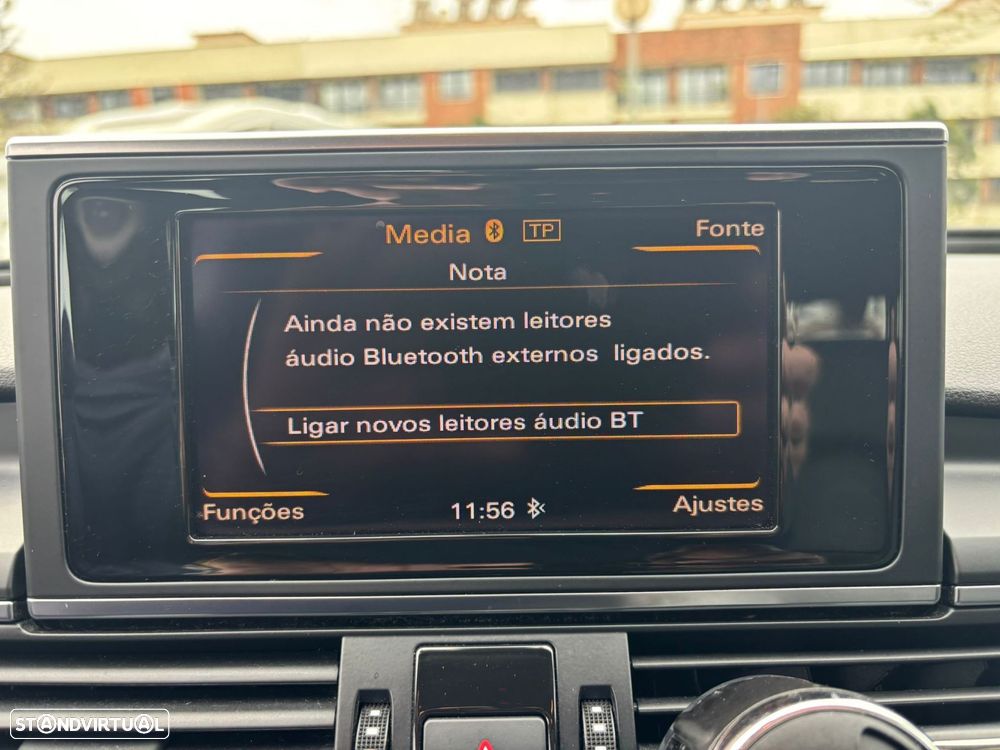 Media TP Fonte
Nota
Ainda não existem leitores
áudio Bluetooth externos ligados.
Ligar novos leitores áudio BT
Funções 11:56 Ajustes
STANDVIRTUAL